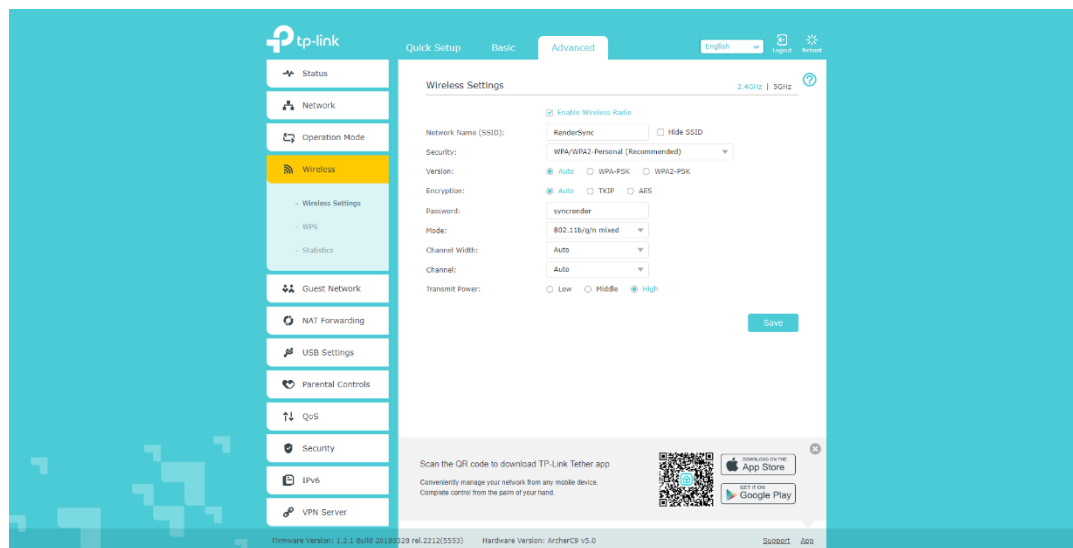 tp-link
Quick Setup Basic Advanced English Logout Reboot
Status
Network
Operation Mode
Wireless
- Wireless Settings
- WPS
- Statistics
Guest Network
NAT Forwarding
USB Settings
Parental Controls
QoS
Security
IPv6
VPN Server
Wireless Settings 2.4GHz | 5GHz ?
Enable Wireless Radio
Network Name (SSID): RenderSync Hide SSID
Security: WPA/WPA2-Personal (Recommended)
Version: Auto WPA-PSK WPA2-PSK
Encryption: Auto TKIP AES
Password: syncrender
Mode: 802.11b/g/n mixed
Channel Width: Auto
Channel: Auto
Transmit Power: Low Middle High
Save
Scan the QR code to download TP-Link Tether app
Conveniently manage your network from any mobile device.
Complete control from the palm of your hand.
Download on the
App Store
GET IT ON
Google Play
Firmware Version: 1.2.1 Build 20180328 rel.2212(5553) Hardware Version: ArcherC9 v5.0 Support App